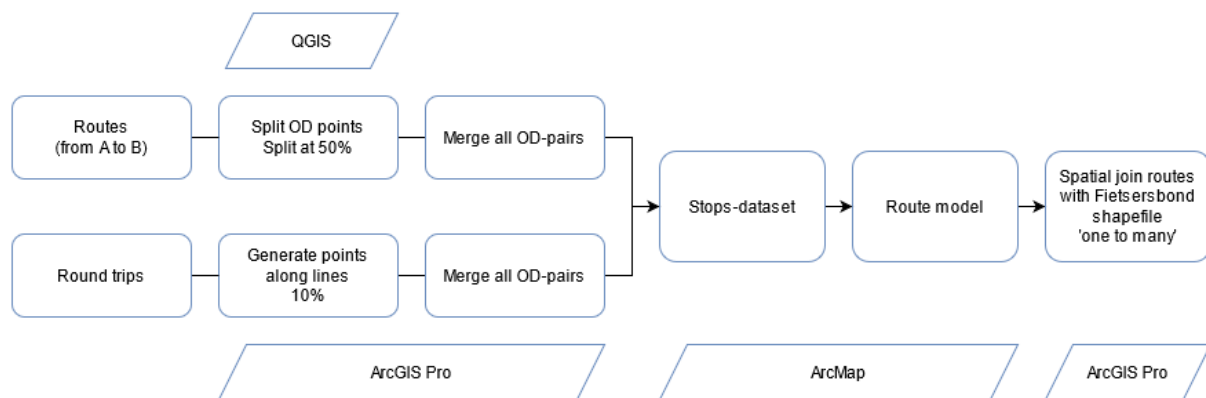 QGIS
Routes
(from A to B)
Split OD points
Split at 50%
Merge all OD-pairs
Round trips
Generate points
along lines
10%
Merge all OD-pairs
Stops-dataset
Route model
Spatial join routes
with Fietsersbond
shapefile
'one to many'
ArcGIS Pro
ArcMap
ArcGIS Pro